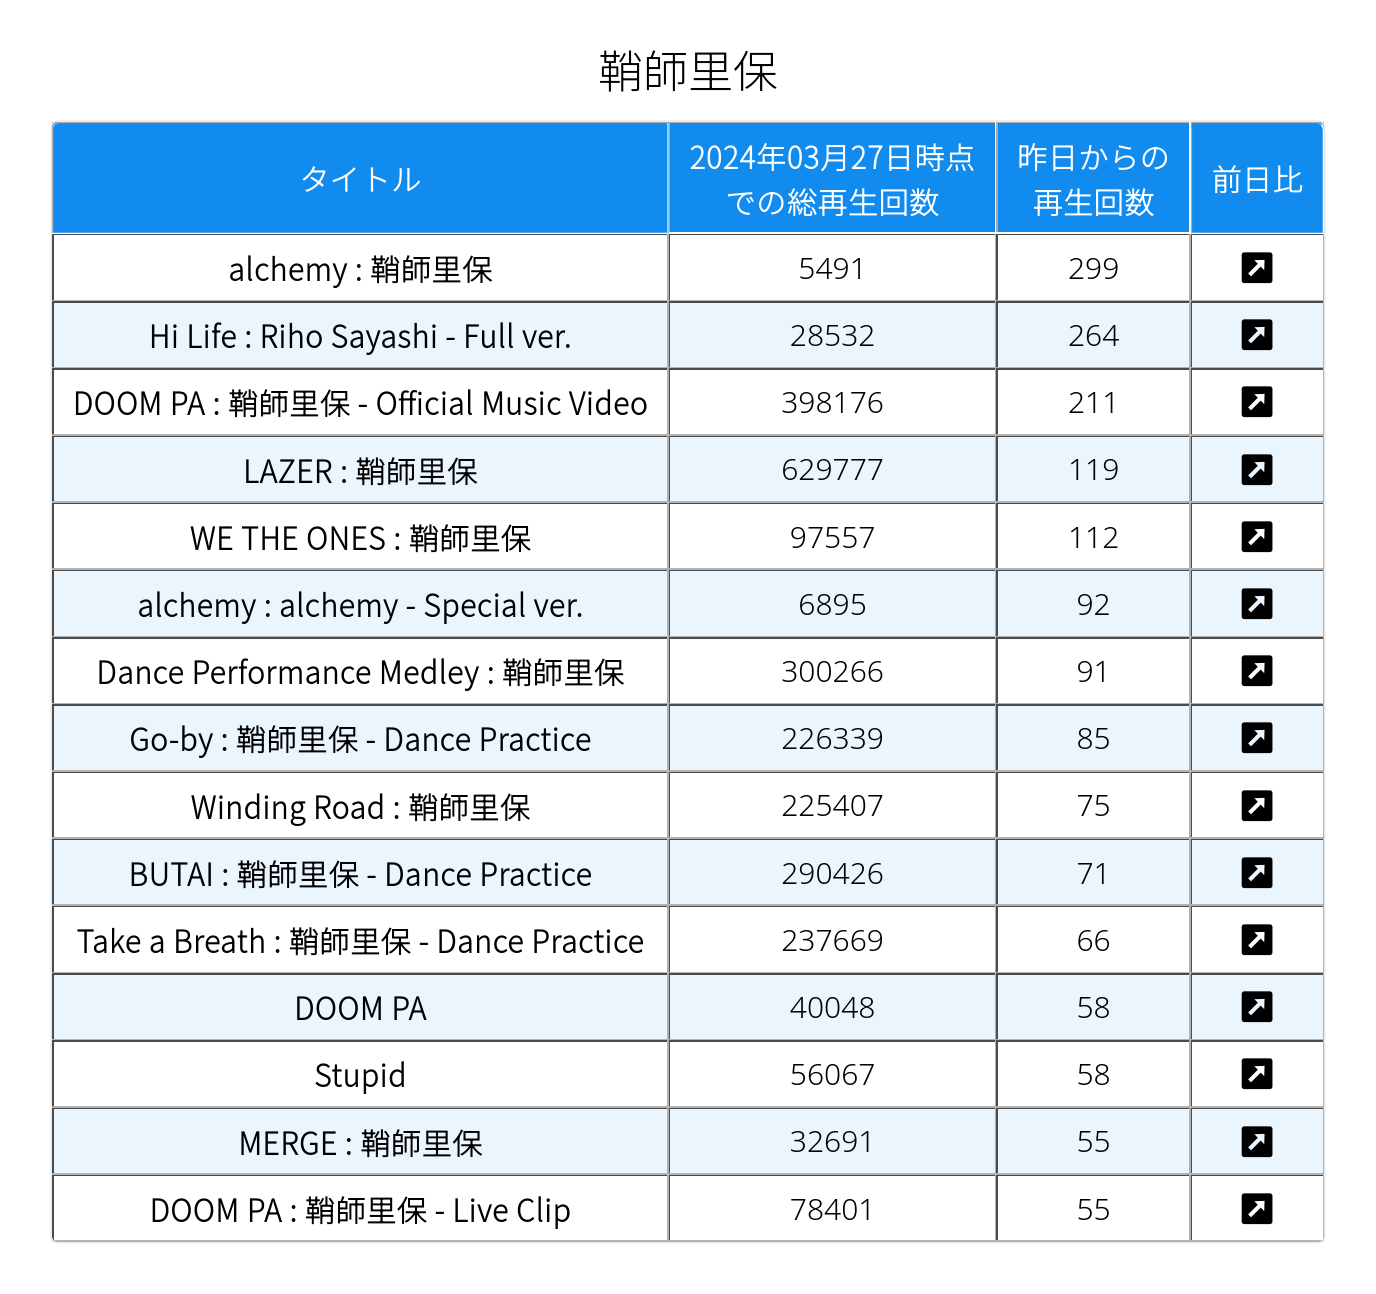 鞘師里保
タイトル 2024年03月27日時点での総再生回数 昨日からの再生回数 前日比
alchemy : 鞘師里保 5491 299
Hi Life : Riho Sayashi - Full ver. 28532 264
DOOM PA : 鞘師里保 - Official Music Video 398176 211
LAZER : 鞘師里保 629777 119
WE THE ONES : 鞘師里保 97557 112
alchemy : alchemy - Special ver. 6895 92
Dance Performance Medley : 鞘師里保 300266 91
Go-by : 鞘師里保 - Dance Practice 226339 85
Winding Road : 鞘師里保 225407 75
BUTAI : 鞘師里保 - Dance Practice 290426 71
Take a Breath : 鞘師里保 - Dance Practice 237669 66
DOOM PA 40048 58
Stupid 56067 58
MERGE : 鞘師里保 32691 55
DOOM PA : 鞘師里保 - Live Clip 78401 55